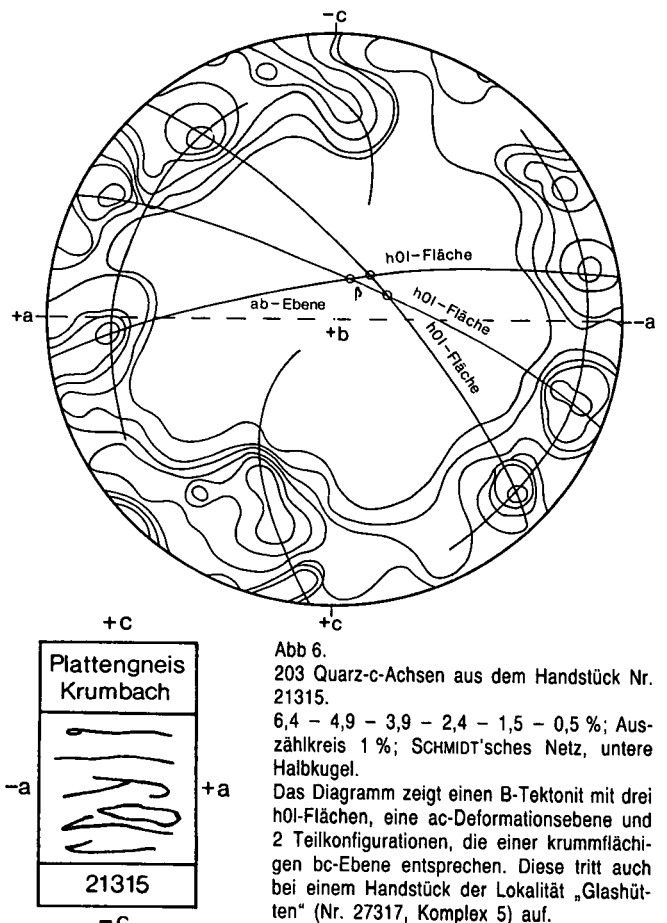 -c
h0l-Fläche
ab-Ebene
β
h0l-Fläche
h0l-Fläche
+a
+b
-a
+c
+c
Plattengneis
Krumbach
-a
+a
21315
-c
Abb 6.
203 Quarz-c-Achsen aus dem Handstück Nr.
21315.
6,4 – 4,9 – 3,9 – 2,4 – 1,5 – 0,5 %; Aus-
zählkreis 1 %; SCHMIDT'sches Netz, untere
Halbkugel.
Das Diagramm zeigt einen B-Tektonit mit drei
h0l-Flächen, eine ac-Deformationsebene und
2 Teilkonfigurationen, die einer krummflächi-
gen bc-Ebene entsprechen. Diese tritt auch
bei einem Handstück der Lokalität „Glashüt-
ten“ (Nr. 27317, Komplex 5) auf.